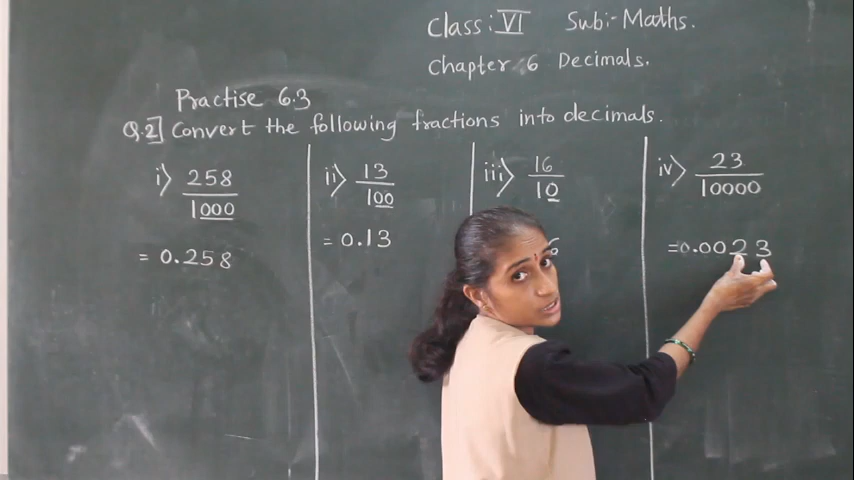 Class: VI Sub:- Maths.
Chapter 6 Decimals.
Practise 6.3
Q.2] Convert the following fractions into decimals.
i) 258/1000
= 0.258
ii) 13/100
= 0.13
iii) 16/10
6
iv) 23/10000
=0.0023